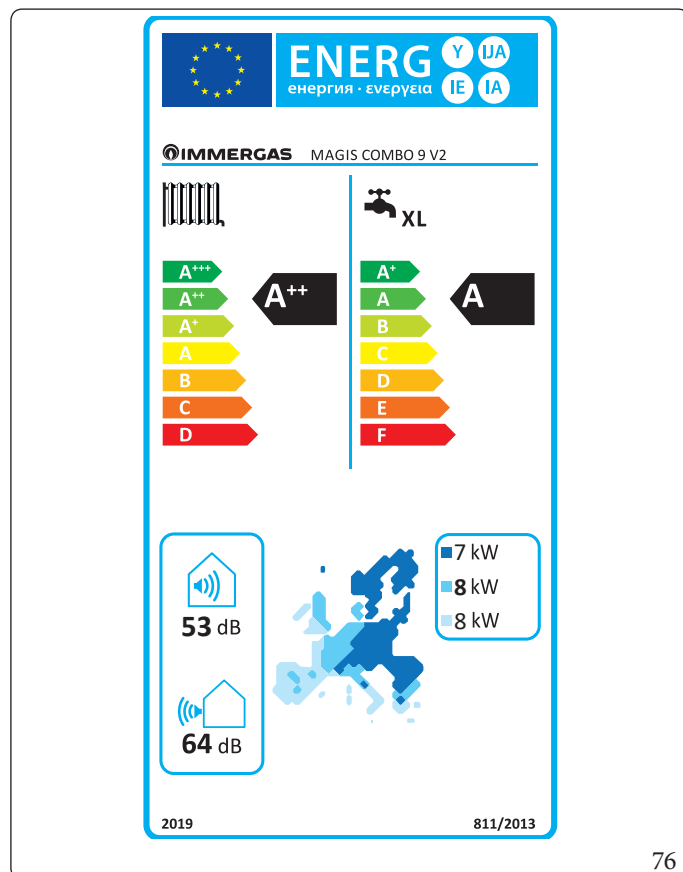 ENERG Y IJA
енергия · ενεργεια IE IA
IMMERGAS MAGIS COMBO 9 V2
XL
A+++
A++
A+
A
B
C
D
A++
A+
A
B
C
D
E
F
A
53 dB
64 dB
7 kW
8 kW
8 kW
2019 811/2013
76